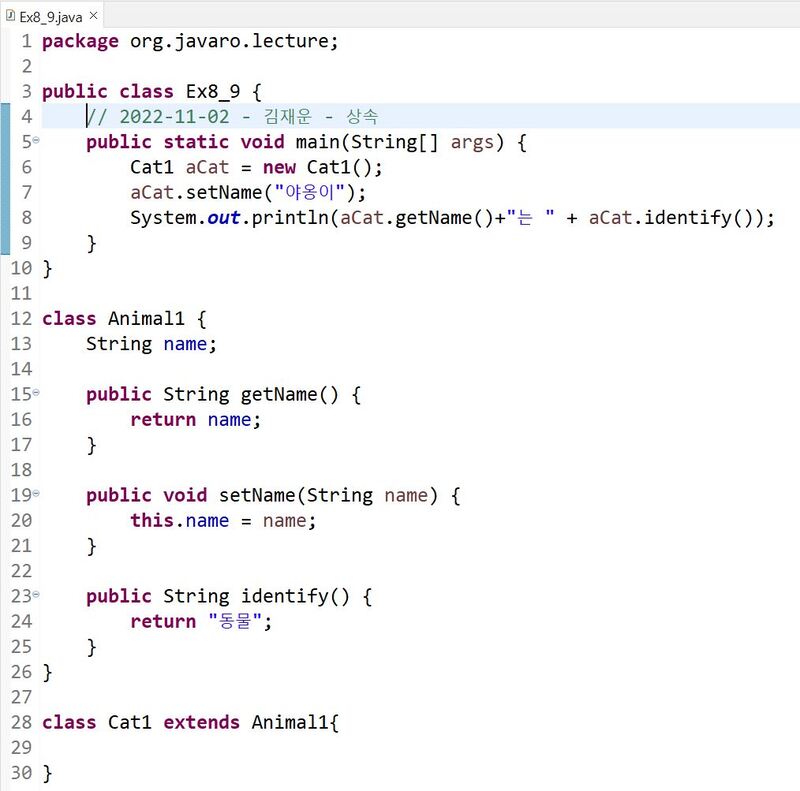 Ex8_9.java
1 package org.javaro.lecture;
2
3 public class Ex8_9 {
4     // 2022-11-02 - 김재운 - 상속
5     public static void main(String[] args) {
6         Cat1 aCat = new Cat1();
7         aCat.setName("야옹이");
8         System.out.println(aCat.getName()+"는 " + aCat.identify());
9     }
10 }
11
12 class Animal1 {
13     String name;
14
15     public String getName() {
16         return name;
17     }
18
19     public void setName(String name) {
20         this.name = name;
21     }
22
23     public String identify() {
24         return "동물";
25     }
26 }
27
28 class Cat1 extends Animal1{
29
30 }